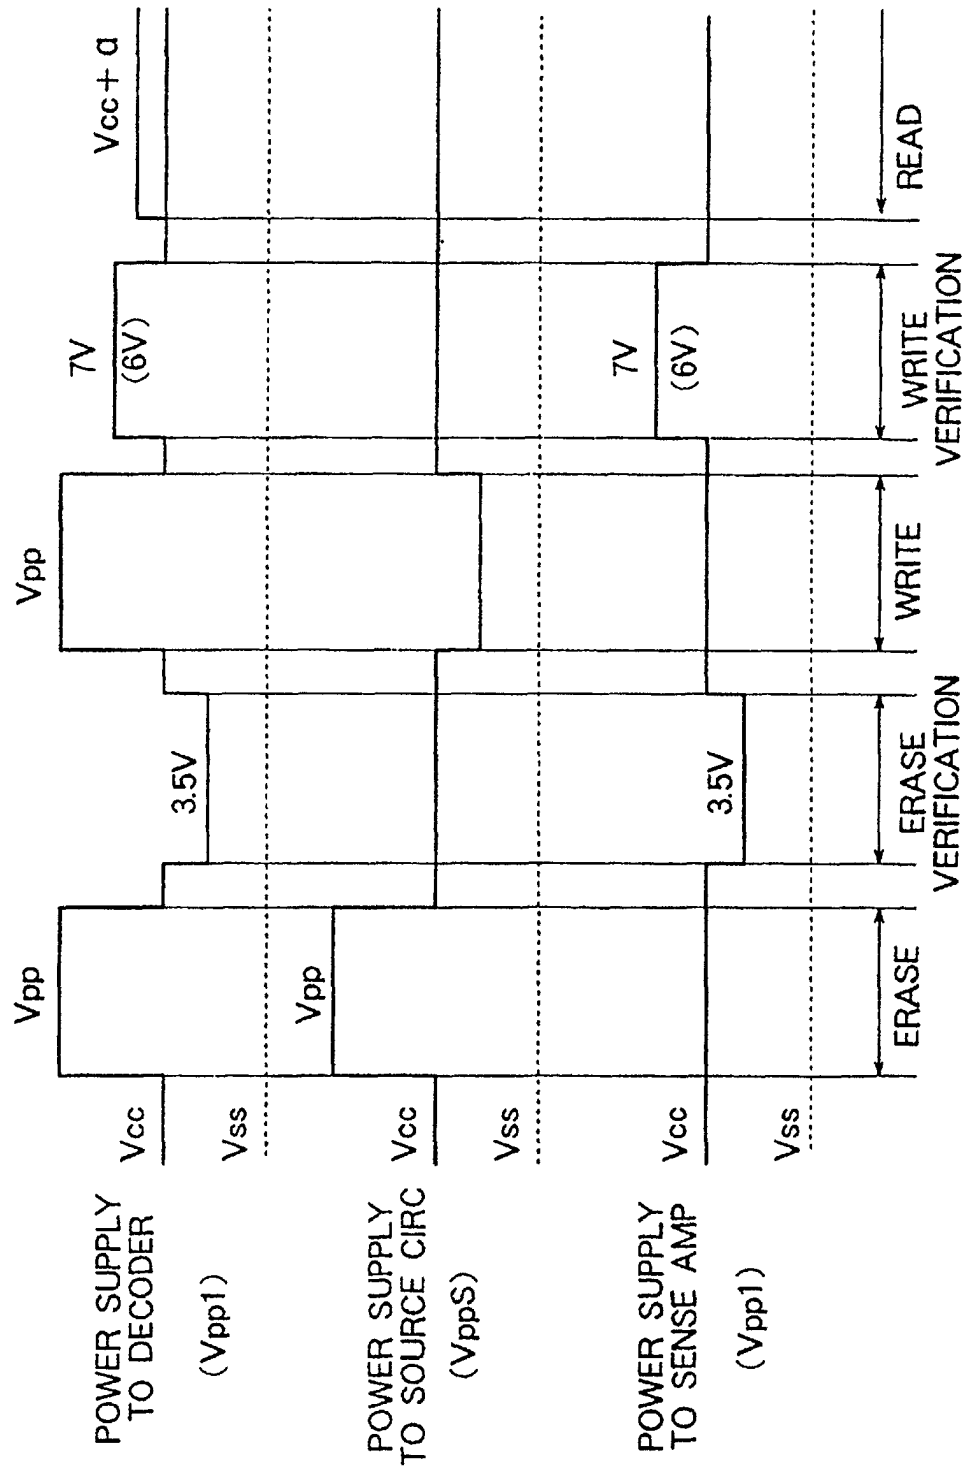 POWER SUPPLY
TO DECODER
(Vpp1)
Vcc
Vss
Vpp
3.5V
Vpp
7V
(6V)
Vcc + α
POWER SUPPLY
TO SOURCE CIRC
(VppS)
Vcc
Vss
Vpp
POWER SUPPLY
TO SENSE AMP
(Vpp1)
Vcc
Vss
3.5V
7V
(6V)
ERASE
ERASE
VERIFICATION
WRITE
WRITE
VERIFICATION
READ